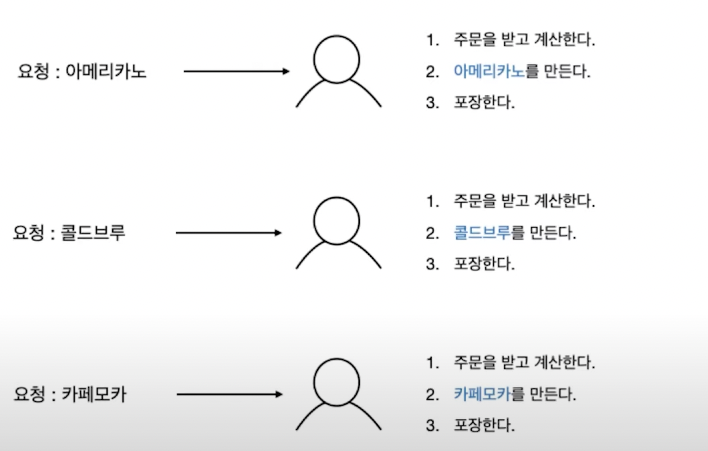 요청 : 아메리카노
1. 주문을 받고 계산한다.
2. 아메리카노를 만든다.
3. 포장한다.
요청 : 콜드브루
1. 주문을 받고 계산한다.
2. 콜드브루를 만든다.
3. 포장한다.
요청 : 카페모카
1. 주문을 받고 계산한다.
2. 카페모카를 만든다.
3. 포장한다.